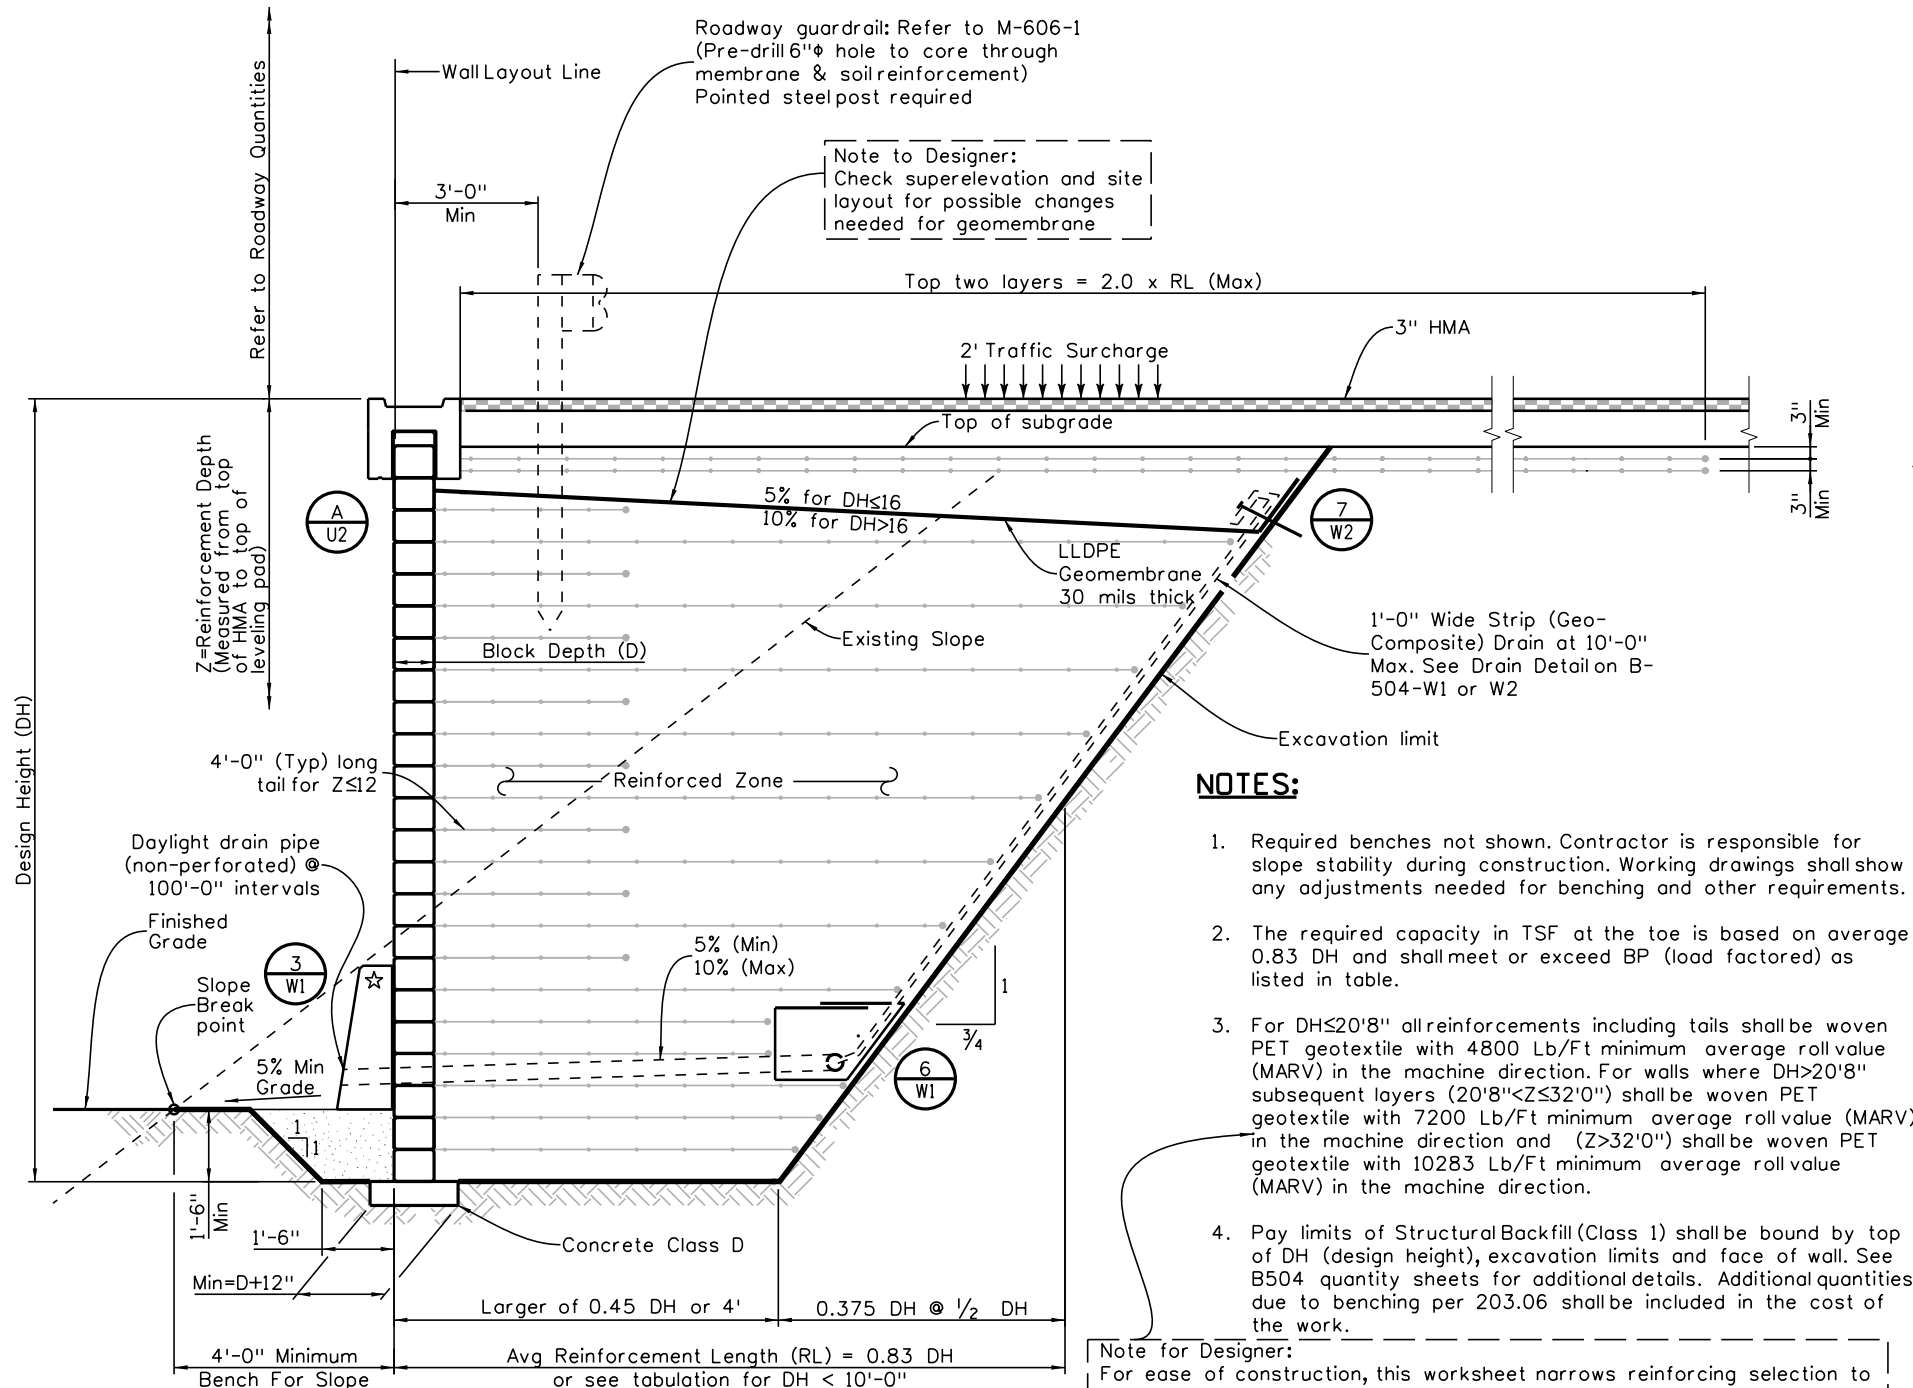 Roadway guardrail: Refer to M-606-1
(Pre-drill 6"Φ hole to core through
membrane & soil reinforcement)
Pointed steel post required
Wall Layout Line
Refer to Roadway Quantities
Note to Designer:
Check superelevation and site
layout for possible changes
needed for geomembrane
3'-0"
Min
Top two layers = 2.0 x RL (Max)
3" HMA
2' Traffic Surcharge
Top of subgrade
3"
Min
3"
Min
Z=Reinforcement Depth
(Measured from top
of HMA to top of
leveling pad)
A
U2
5% for DH≤16
10% for DH>16
7
W2
LLDPE
Geomembrane
30 mils thick
1'-0" Wide Strip (Geo-
Composite) Drain at 10'-0"
Max. See Drain Detail on B-
504-W1 or W2
Existing Slope
Block Depth (D)
Excavation limit
Design Height (DH)
4'-0" (Typ) long
tail for Z≤12
Reinforced Zone
Daylight drain pipe
(non-perforated) @
100'-0" intervals
Finished
Grade
3
W1
☆
Slope
Break
point
5% (Min)
10% (Max)
1
3/4
5% Min
Grade
6
W1
1
1
1'-6"
Min
1'-6"
Concrete Class D
Min=D+12"
Larger of 0.45 DH or 4'
0.375 DH @ 1/2 DH
4'-0" Minimum
Bench For Slope
Avg Reinforcement Length (RL) = 0.83 DH
or see tabulation for DH < 10'-0"
NOTES:
1. Required benches not shown. Contractor is responsible for
slope stability during construction. Working drawings shall show
any adjustments needed for benching and other requirements.
2. The required capacity in TSF at the toe is based on average
0.83 DH and shall meet or exceed BP (load factored) as
listed in table.
3. For DH≤20'8" all reinforcements including tails shall be woven
PET geotextile with 4800 Lb/Ft minimum average roll value
(MARV) in the machine direction. For walls where DH>20'8"
subsequent layers (20'8"<Z≤32'0") shall be woven PET
geotextile with 7200 Lb/Ft minimum average roll value (MARV)
in the machine direction and (Z>32'0") shall be woven PET
geotextile with 10283 Lb/Ft minimum average roll value
(MARV) in the machine direction.
4. Pay limits of Structural Backfill (Class 1) shall be bound by top
of DH (design height), excavation limits and face of wall. See
B504 quantity sheets for additional details. Additional quantities
due to benching per 203.06 shall be included in the cost of
the work.
Note for Designer:
For ease of construction, this worksheet narrows reinforcing selection to